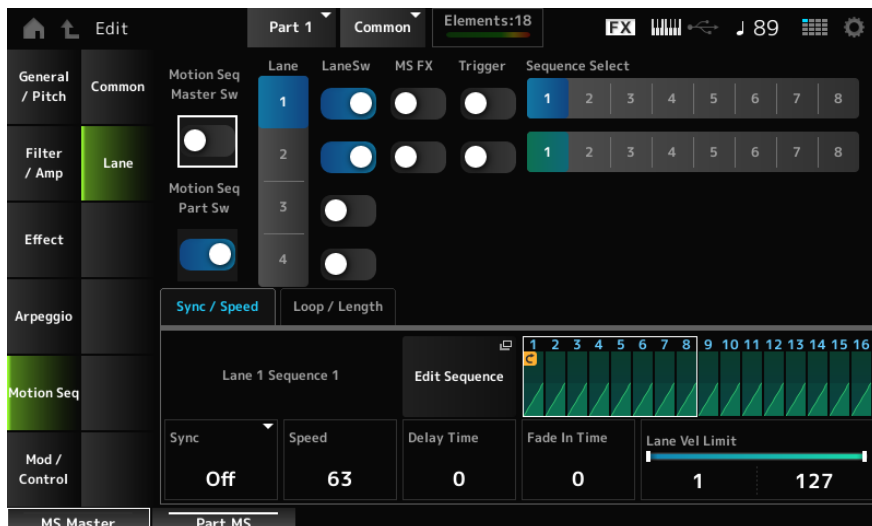 Edit
Part 1
Common
Elements:18
FX
♩ 89
General / Pitch
Filter / Amp
Effect
Arpeggio
Motion Seq
Mod / Control
Common
Lane
Motion Seq Master Sw
Motion Seq Part Sw
Lane LaneSw MS FX Trigger Sequence Select
1 1 2 3 4 5 6 7 8
2 1 2 3 4 5 6 7 8
3
4
Sync / Speed
Loop / Length
Lane 1 Sequence 1
Edit Sequence
1 2 3 4 5 6 7 8 9 10 11 12 13 14 15 16
Sync
Off
Speed
63
Delay Time
0
Fade In Time
0
Lane Vel Limit
1 127
MS Master
Part MS